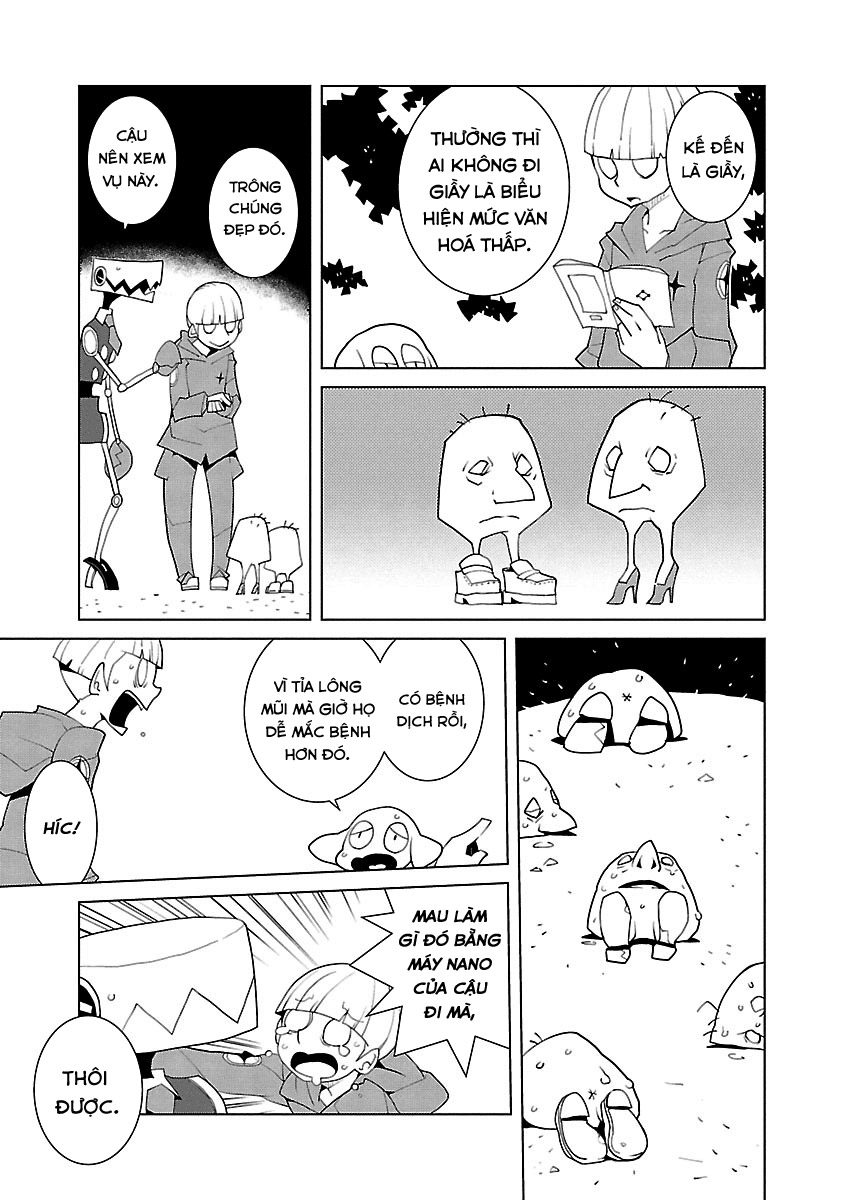 KẾ ĐẾN
LÀ GIẦY,
THƯỜNG THÌ
AI KHÔNG ĐI
GIẦY LÀ BIỂU
HIỆN MỨC VĂN
HOÁ THẤP.
TRÔNG
CHÚNG
ĐẸP ĐÓ.
CẬU
NÊN XEM
VỤ NÀY.
CÓ BỆNH
DỊCH RỒI,
VÌ TỈA LÔNG
MŨI MÀ GIỜ HỌ
DỄ MẮC BỆNH
HƠN ĐÓ.
HÍC!
MAU LÀM
GÌ ĐÓ BẰNG
MÁY NANO
CỦA CẬU
ĐI MÀ,
THÔI
ĐƯỢC.